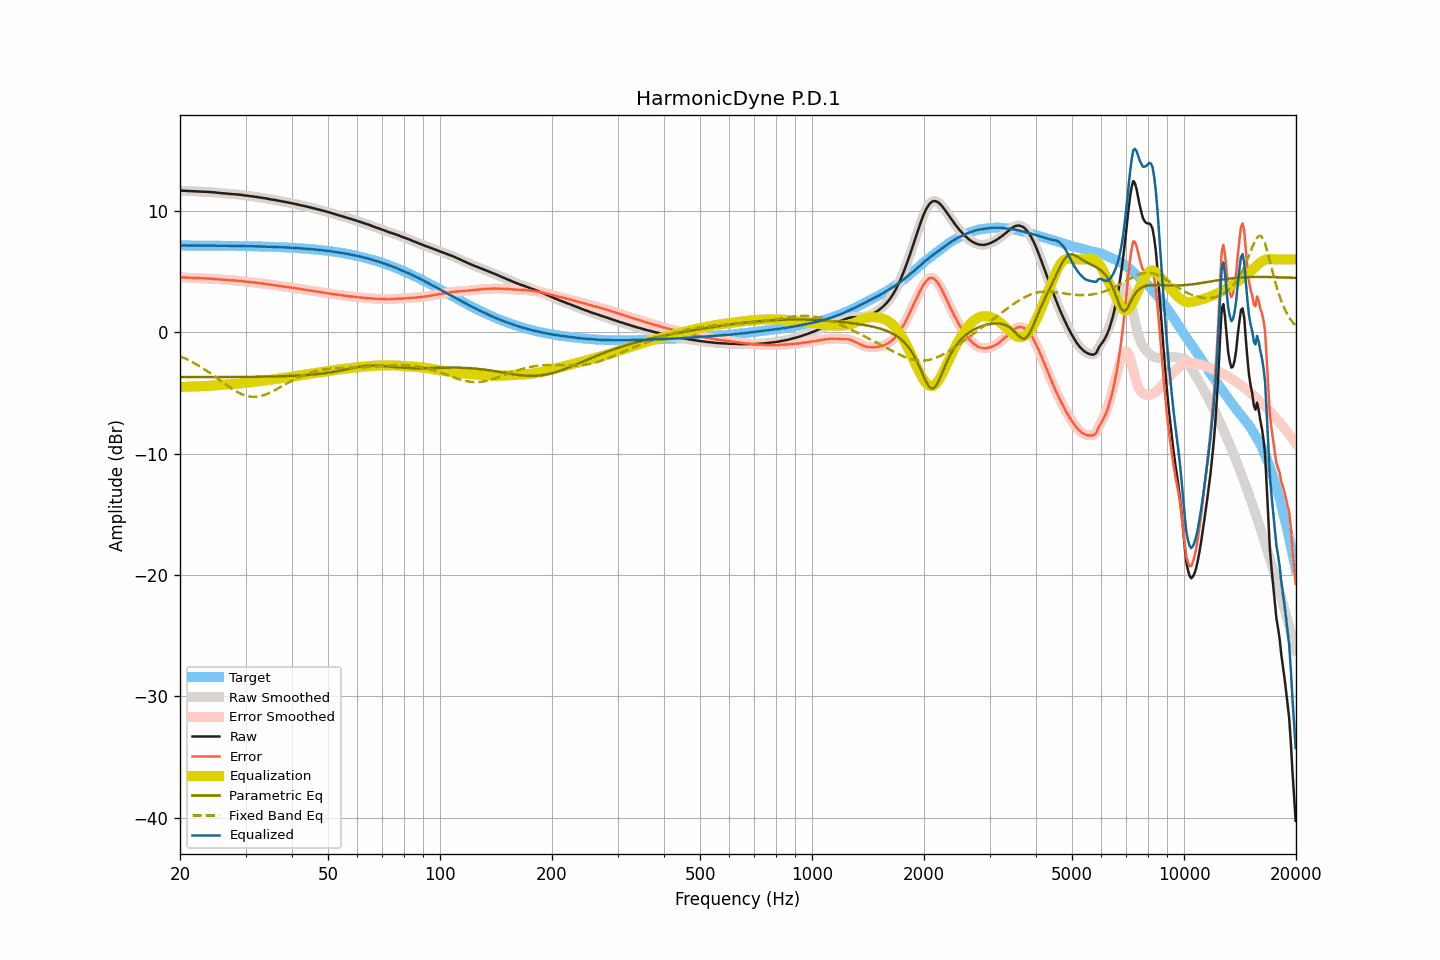 HarmonicDyne P.D.1
Amplitude (dBr)
10
0
−10
−20
−30
−40
Target
Raw Smoothed
Error Smoothed
Raw
Error
Equalization
Parametric Eq
Fixed Band Eq
Equalized
20 50 100 200 500 1000 2000 5000 10000 20000
Frequency (Hz)